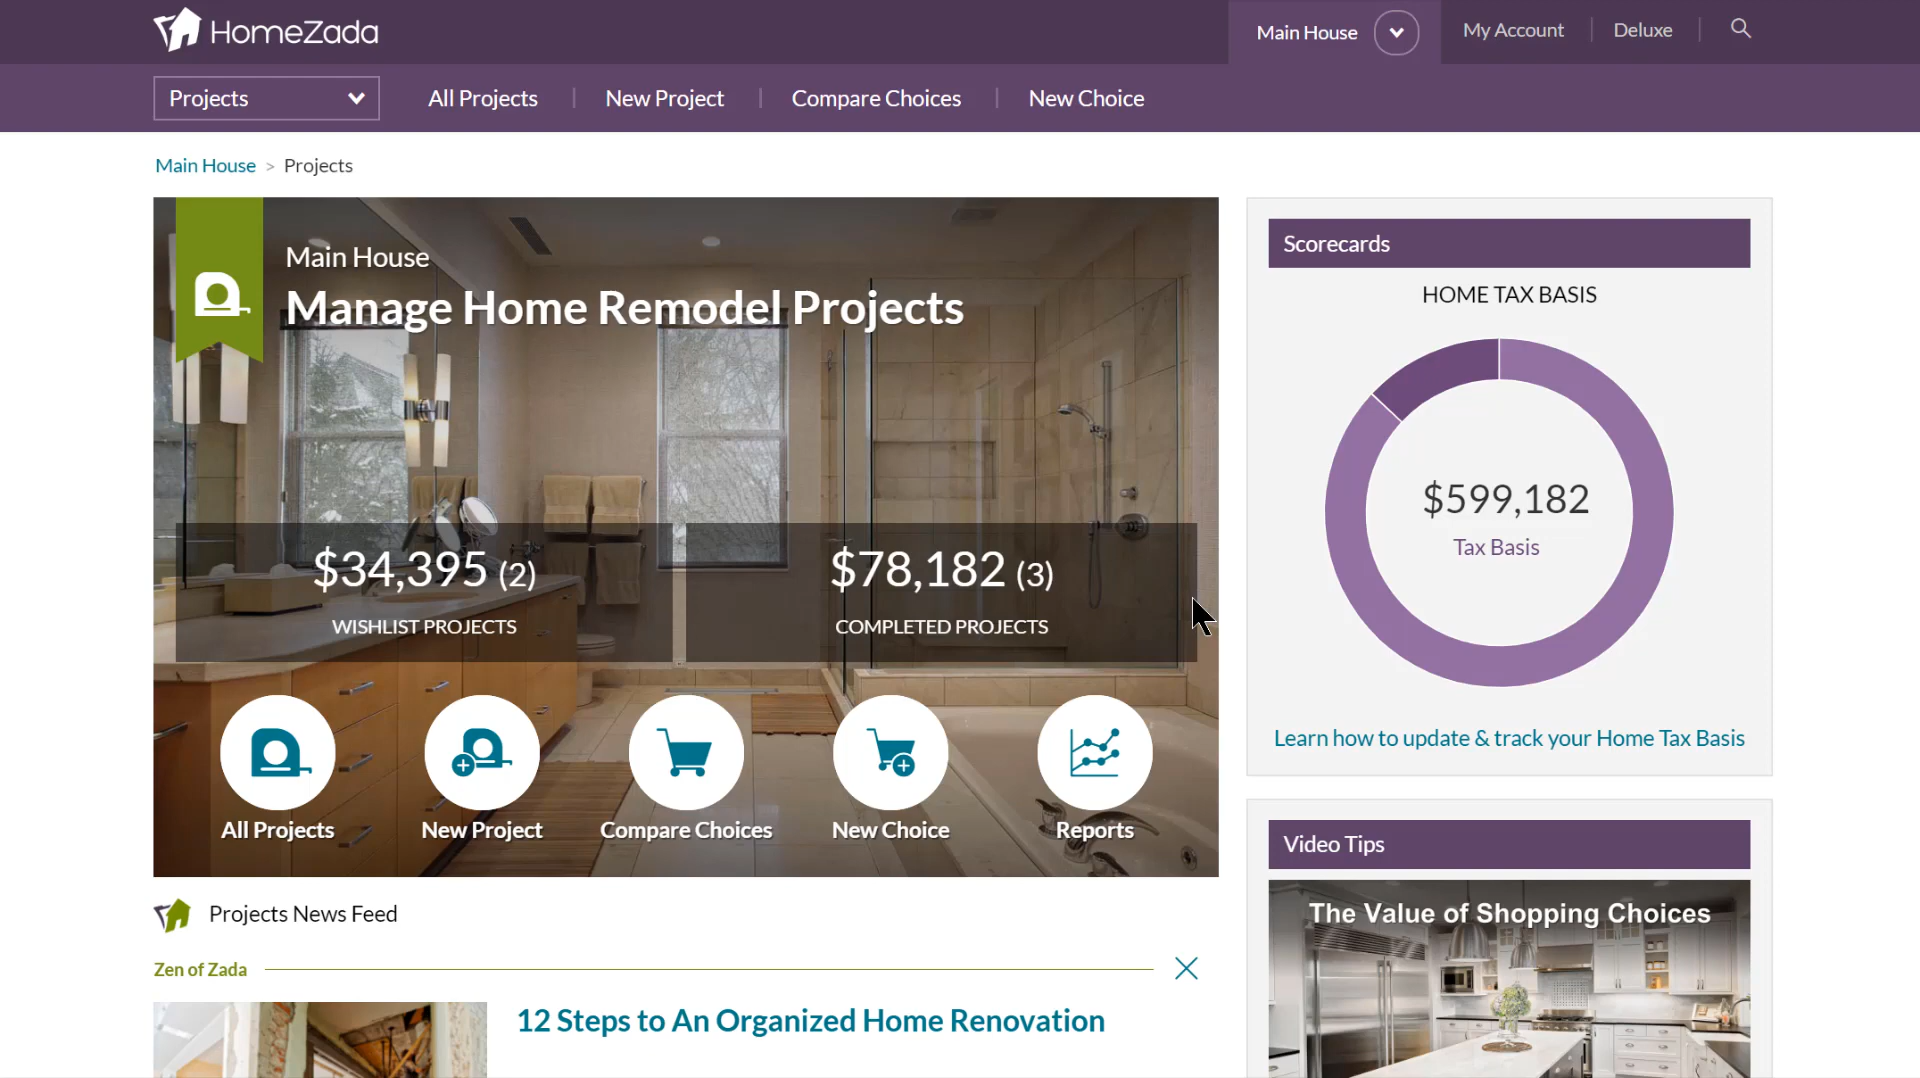 HomeZada
Main House
My Account
Deluxe
Projects
All Projects
New Project
Compare Choices
New Choice
Main House > Projects
Main House
Manage Home Remodel Projects
$34,395 (2)
WISHLIST PROJECTS
$78,182 (3)
COMPLETED PROJECTS
All Projects
New Project
Compare Choices
New Choice
Reports
Scorecards
HOME TAX BASIS
$599,182
Tax Basis
Learn how to update & track your Home Tax Basis
Video Tips
The Value of Shopping Choices
Projects News Feed
Zen of Zada
12 Steps to An Organized Home Renovation